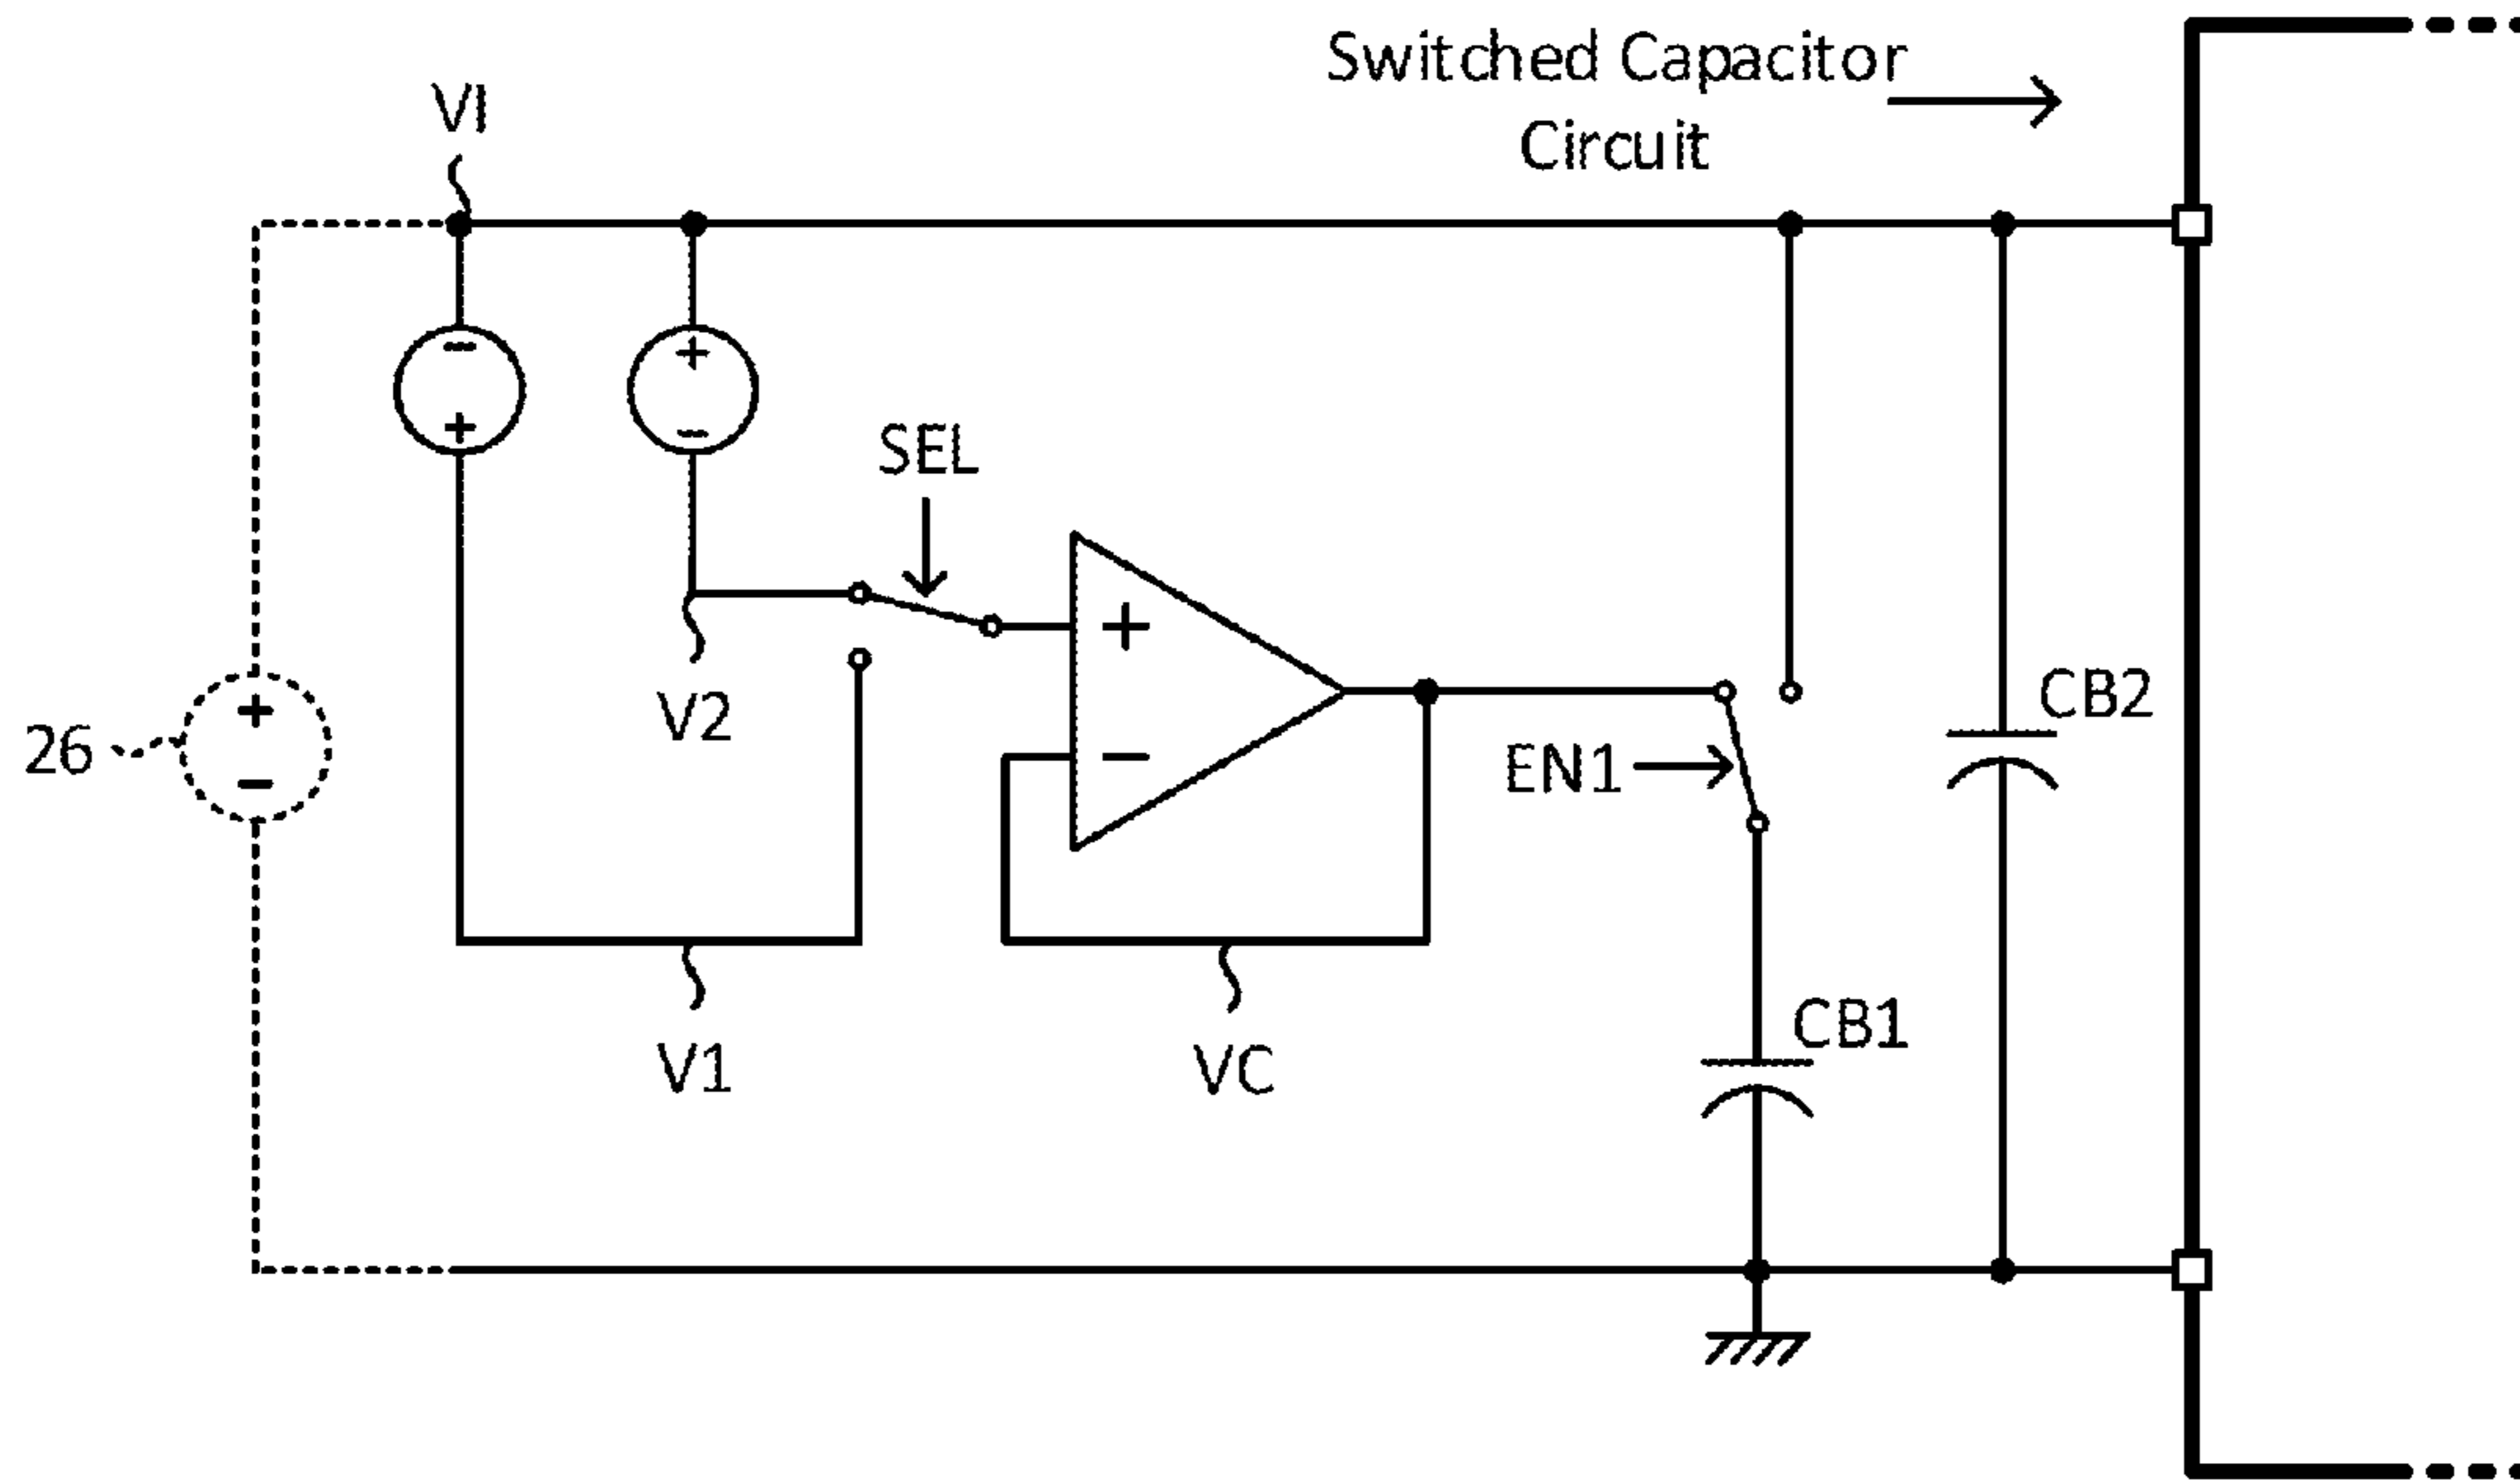 Switched Capacitor
Circuit
VI
SEL
+
-
+
-
+
-
+
-
26
V2
EN1
CB2
CB1
V1
VC